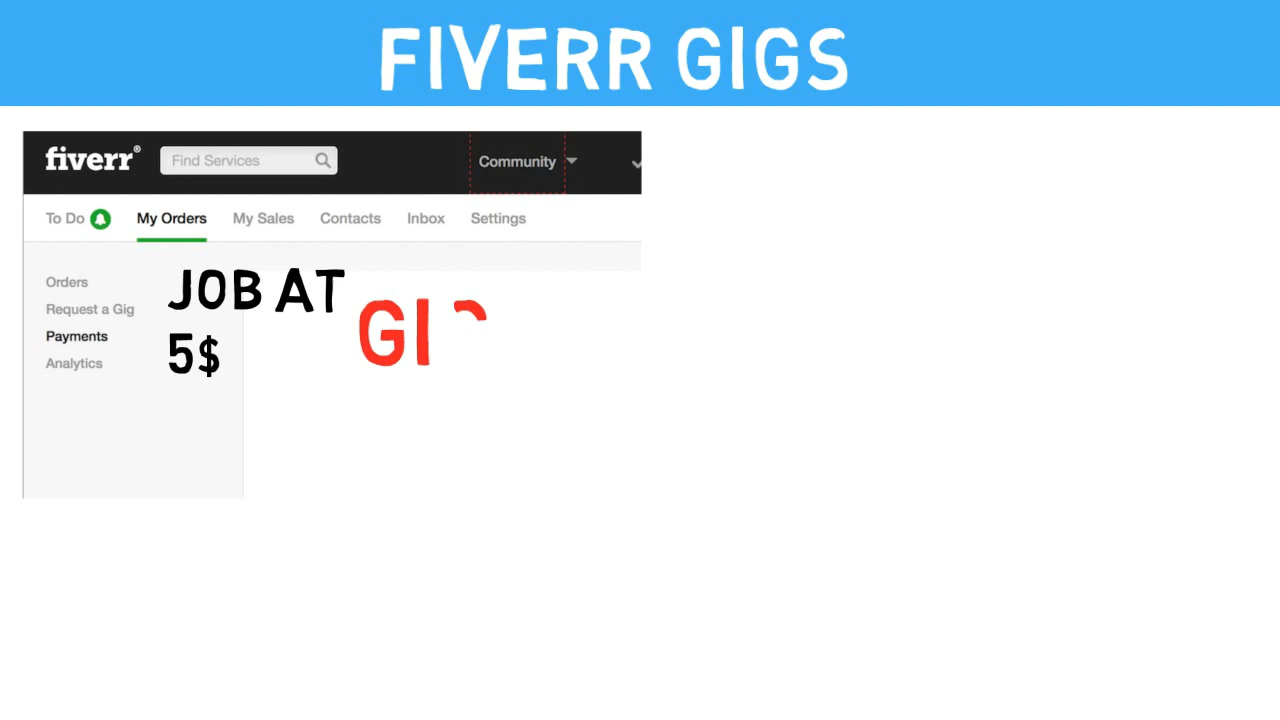 FIVERR GIGS
fiverr®
Find Services
Community
To Do
My Orders
My Sales
Contacts
Inbox
Settings
Orders
Request a Gig
Payments
Analytics
JOB AT
5$
GI